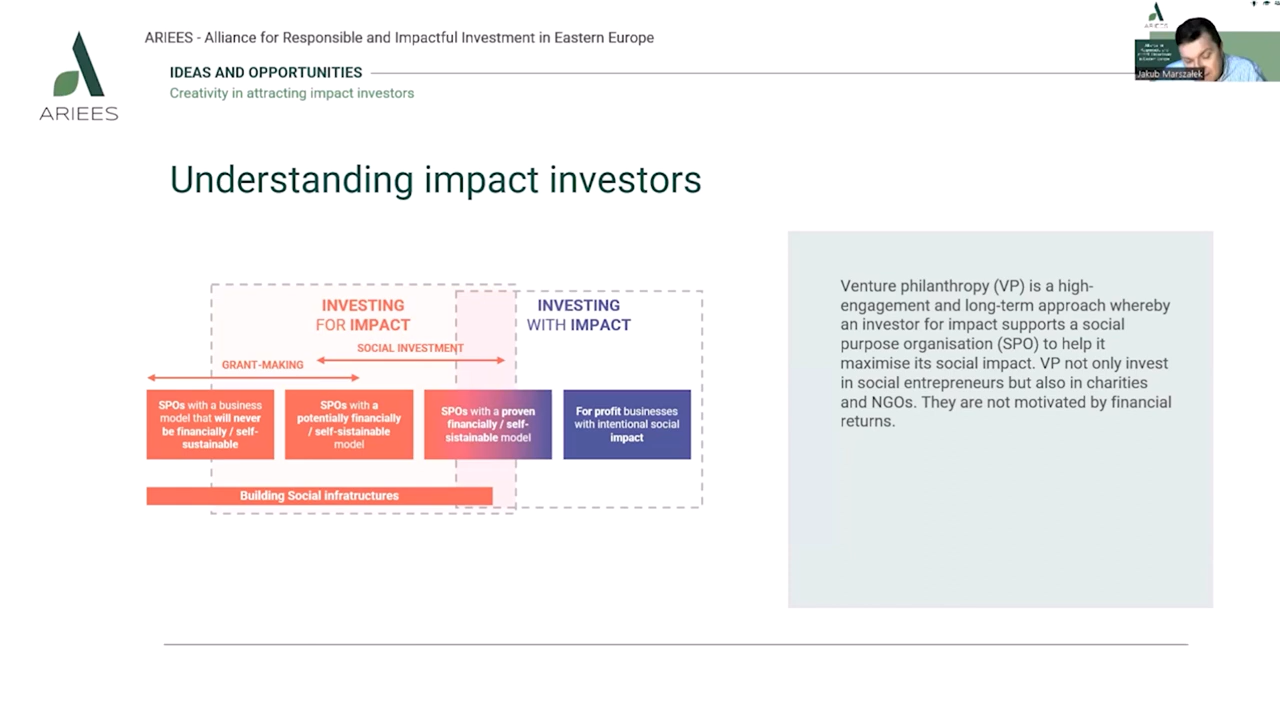 ARIEES - Alliance for Responsible and Impactful Investment in Eastern Europe
IDEAS AND OPPORTUNITIES
Creativity in attracting impact investors
ARIEES
Jakub Marszałek
Understanding impact investors
INVESTING
FOR IMPACT
INVESTING
WITH IMPACT
SOCIAL INVESTMENT
GRANT-MAKING
SPOs with a business
model that will never
be financially / self-
sustainable
SPOs with a
potentially financially
/ self-sistainable
model
SPOs with a proven
financially / self-
sistainable model
For profit businesses
with intentional social
impact
Building Social infratructures
Venture philanthropy (VP) is a high-
engagement and long-term approach whereby
an investor for impact supports a social
purpose organisation (SPO) to help it
maximise its social impact. VP not only invest
in social entrepreneurs but also in charities
and NGOs. They are not motivated by financial
returns.